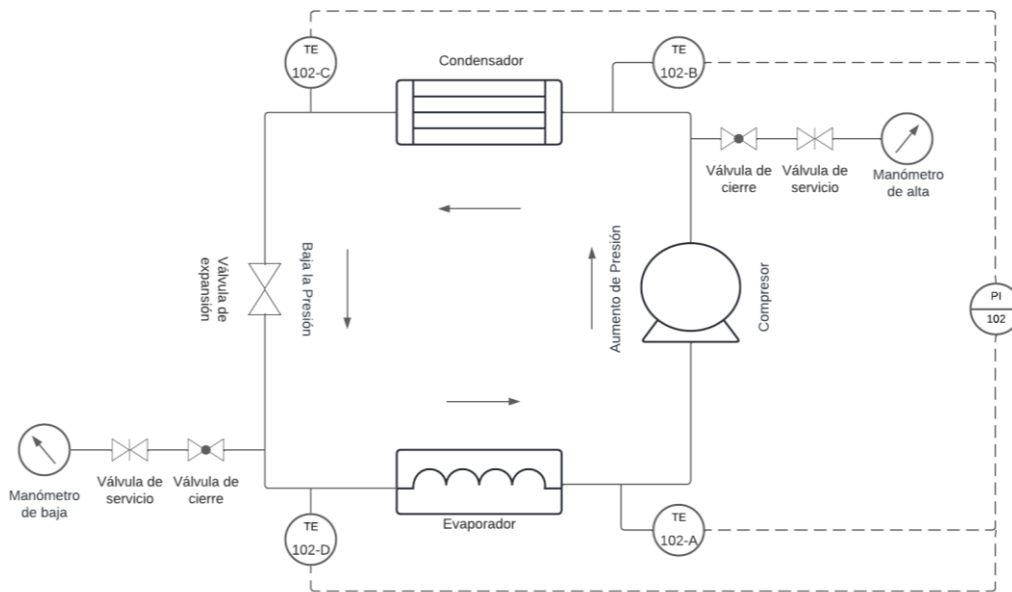 TE
102-C
Condensador
TE
102-B
Válvula de
cierre
Válvula de
servicio
Manómetro
de alta
Válvula de
expansión
Baja la Presión
Aumento de Presión
Compresor
PI
102
Manómetro
de baja
Válvula de
servicio
Válvula de
cierre
Evaporador
TE
102-D
TE
102-A